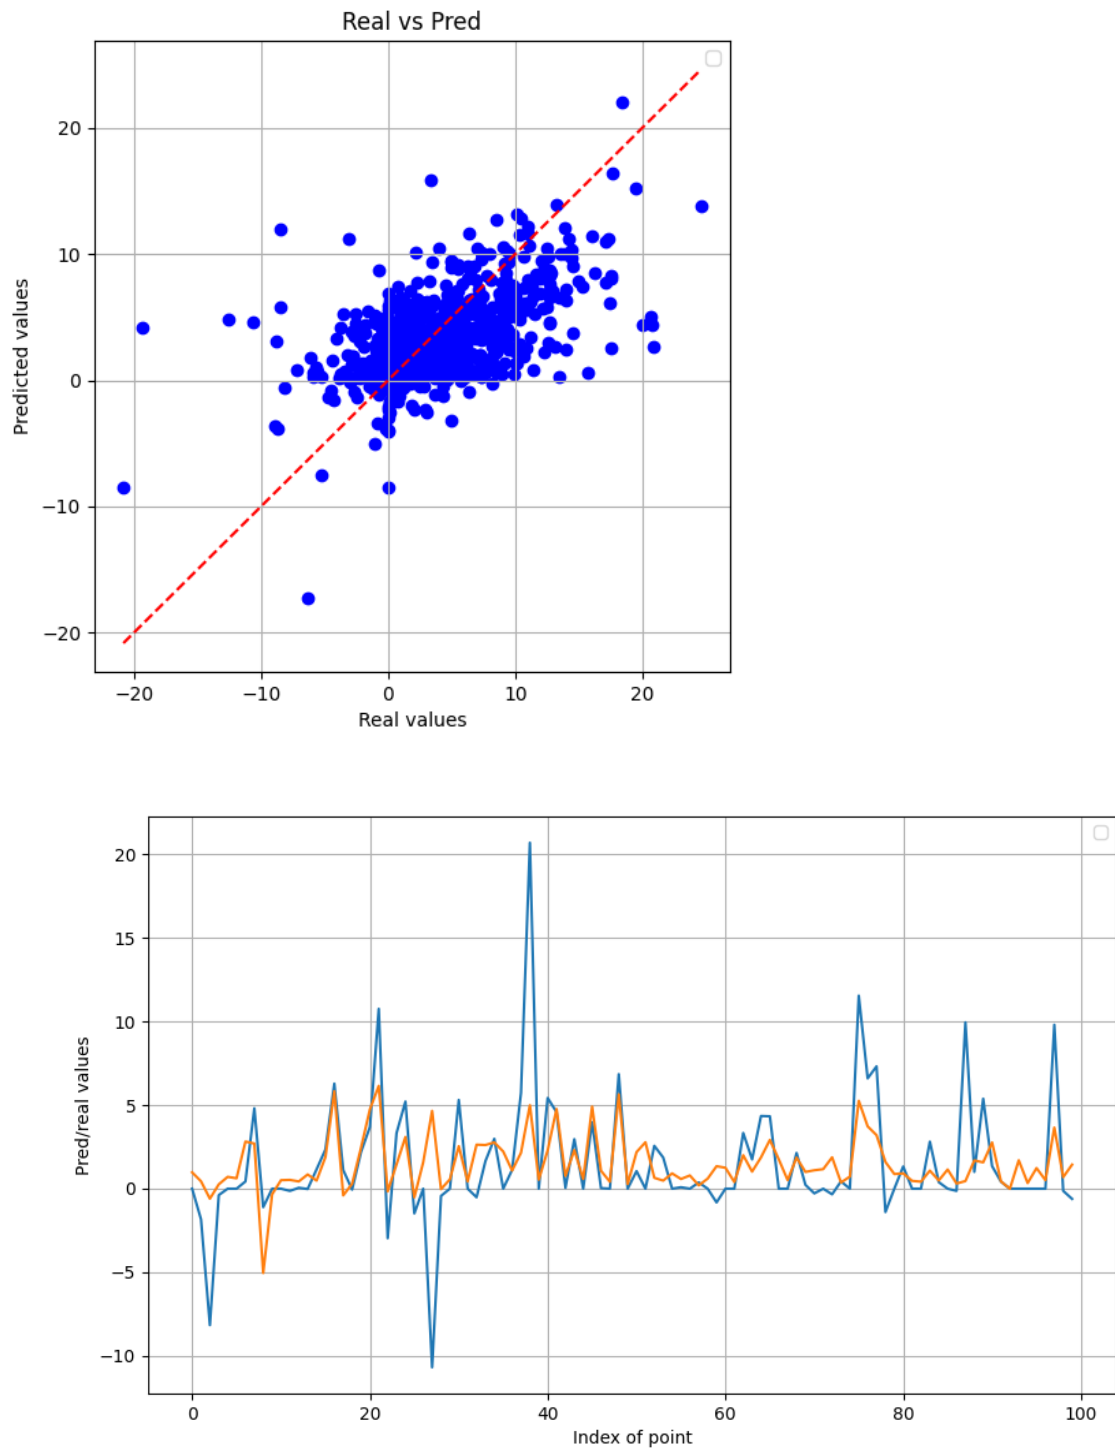 Real vs Pred
20
10
0
−10
−20
Predicted values
−20 −10 0 10 20
Real values
20
15
10
5
0
−5
−10
Pred/real values
0 20 40 60 80 100
Index of point